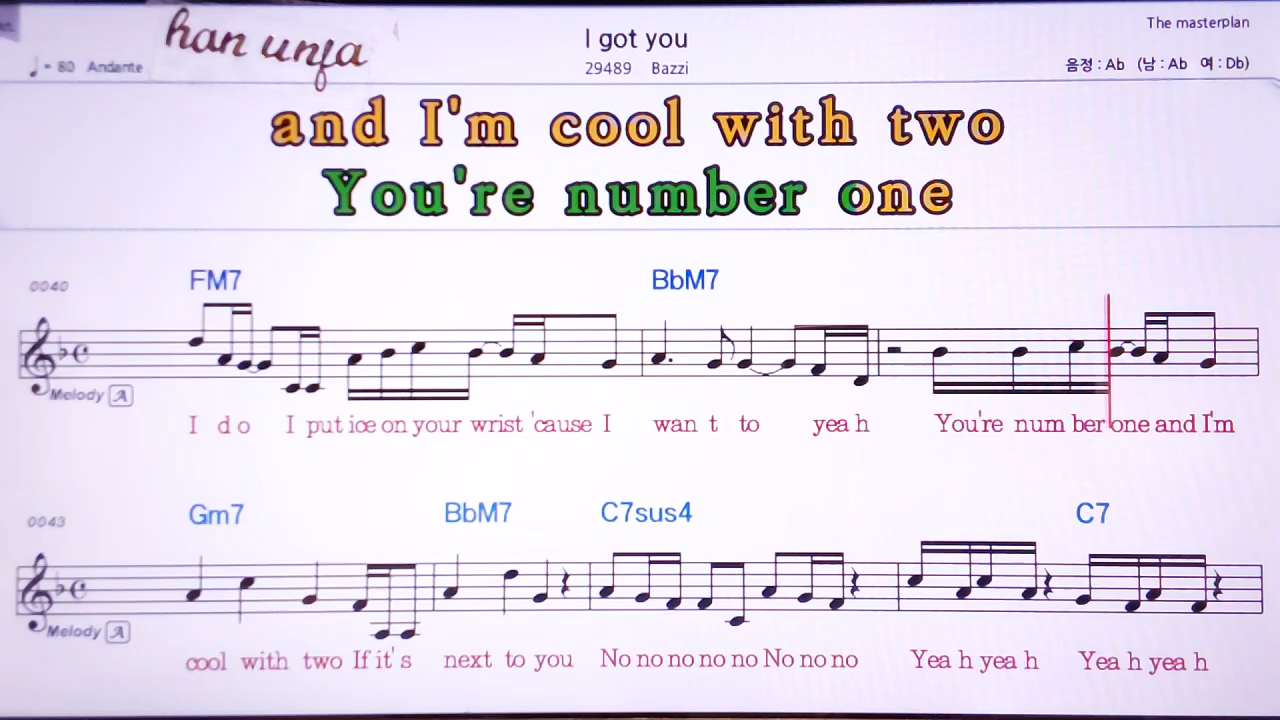 han unja
I got you
The masterplan
♩= 80 Andante
29489 Bazzi
음정 : Ab (남 : Ab 여 : Db)
and I'm cool with two
You're number one
0040
FM7 BbM7
Melody A
I do I put ice on your wrist 'cause I wan t to yea h You're num ber one and I'm
0043
Gm7 BbM7 C7sus4 C7
Melody A
cool with two If it's next to you No no no no no No no no Yea h yea h Yea h yea h